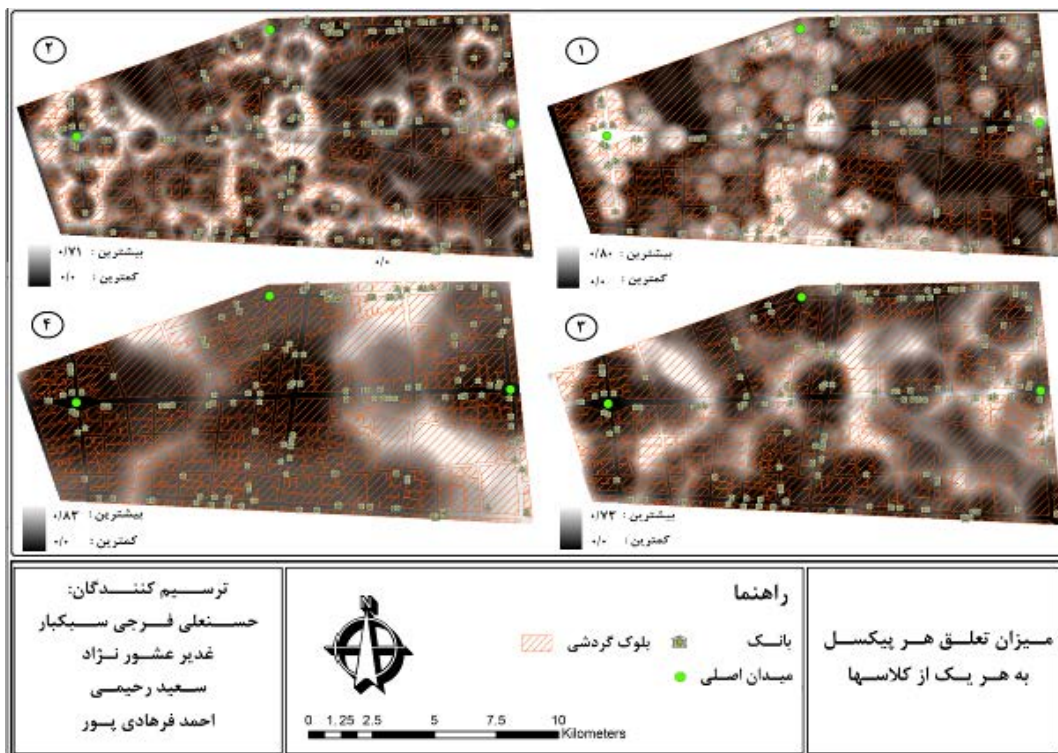 ۱
بیشترین : ۰/۸۰
کمترین : ۰/۰
۲
بیشترین : ۰/۷۱
کمترین : ۰/۰
۰/۰
۳
بیشترین : ۰/۷۳
کمترین : ۰/۰
۴
بیشترین : ۰/۸۳
کمترین : ۰/۰
میزان تعلق هر پیکسل
به هر یک از کلاسها
راهنما
بانک
بلوک گردشی
میدان اصلی
N
0 1.25 2.5 5 7.5 10
Kilometers
ترسیم کنندگان:
حسنعلی فرجی سبکبار
غدیر عشورنژاد
سعید رحیمی
احمد فرهادی پور